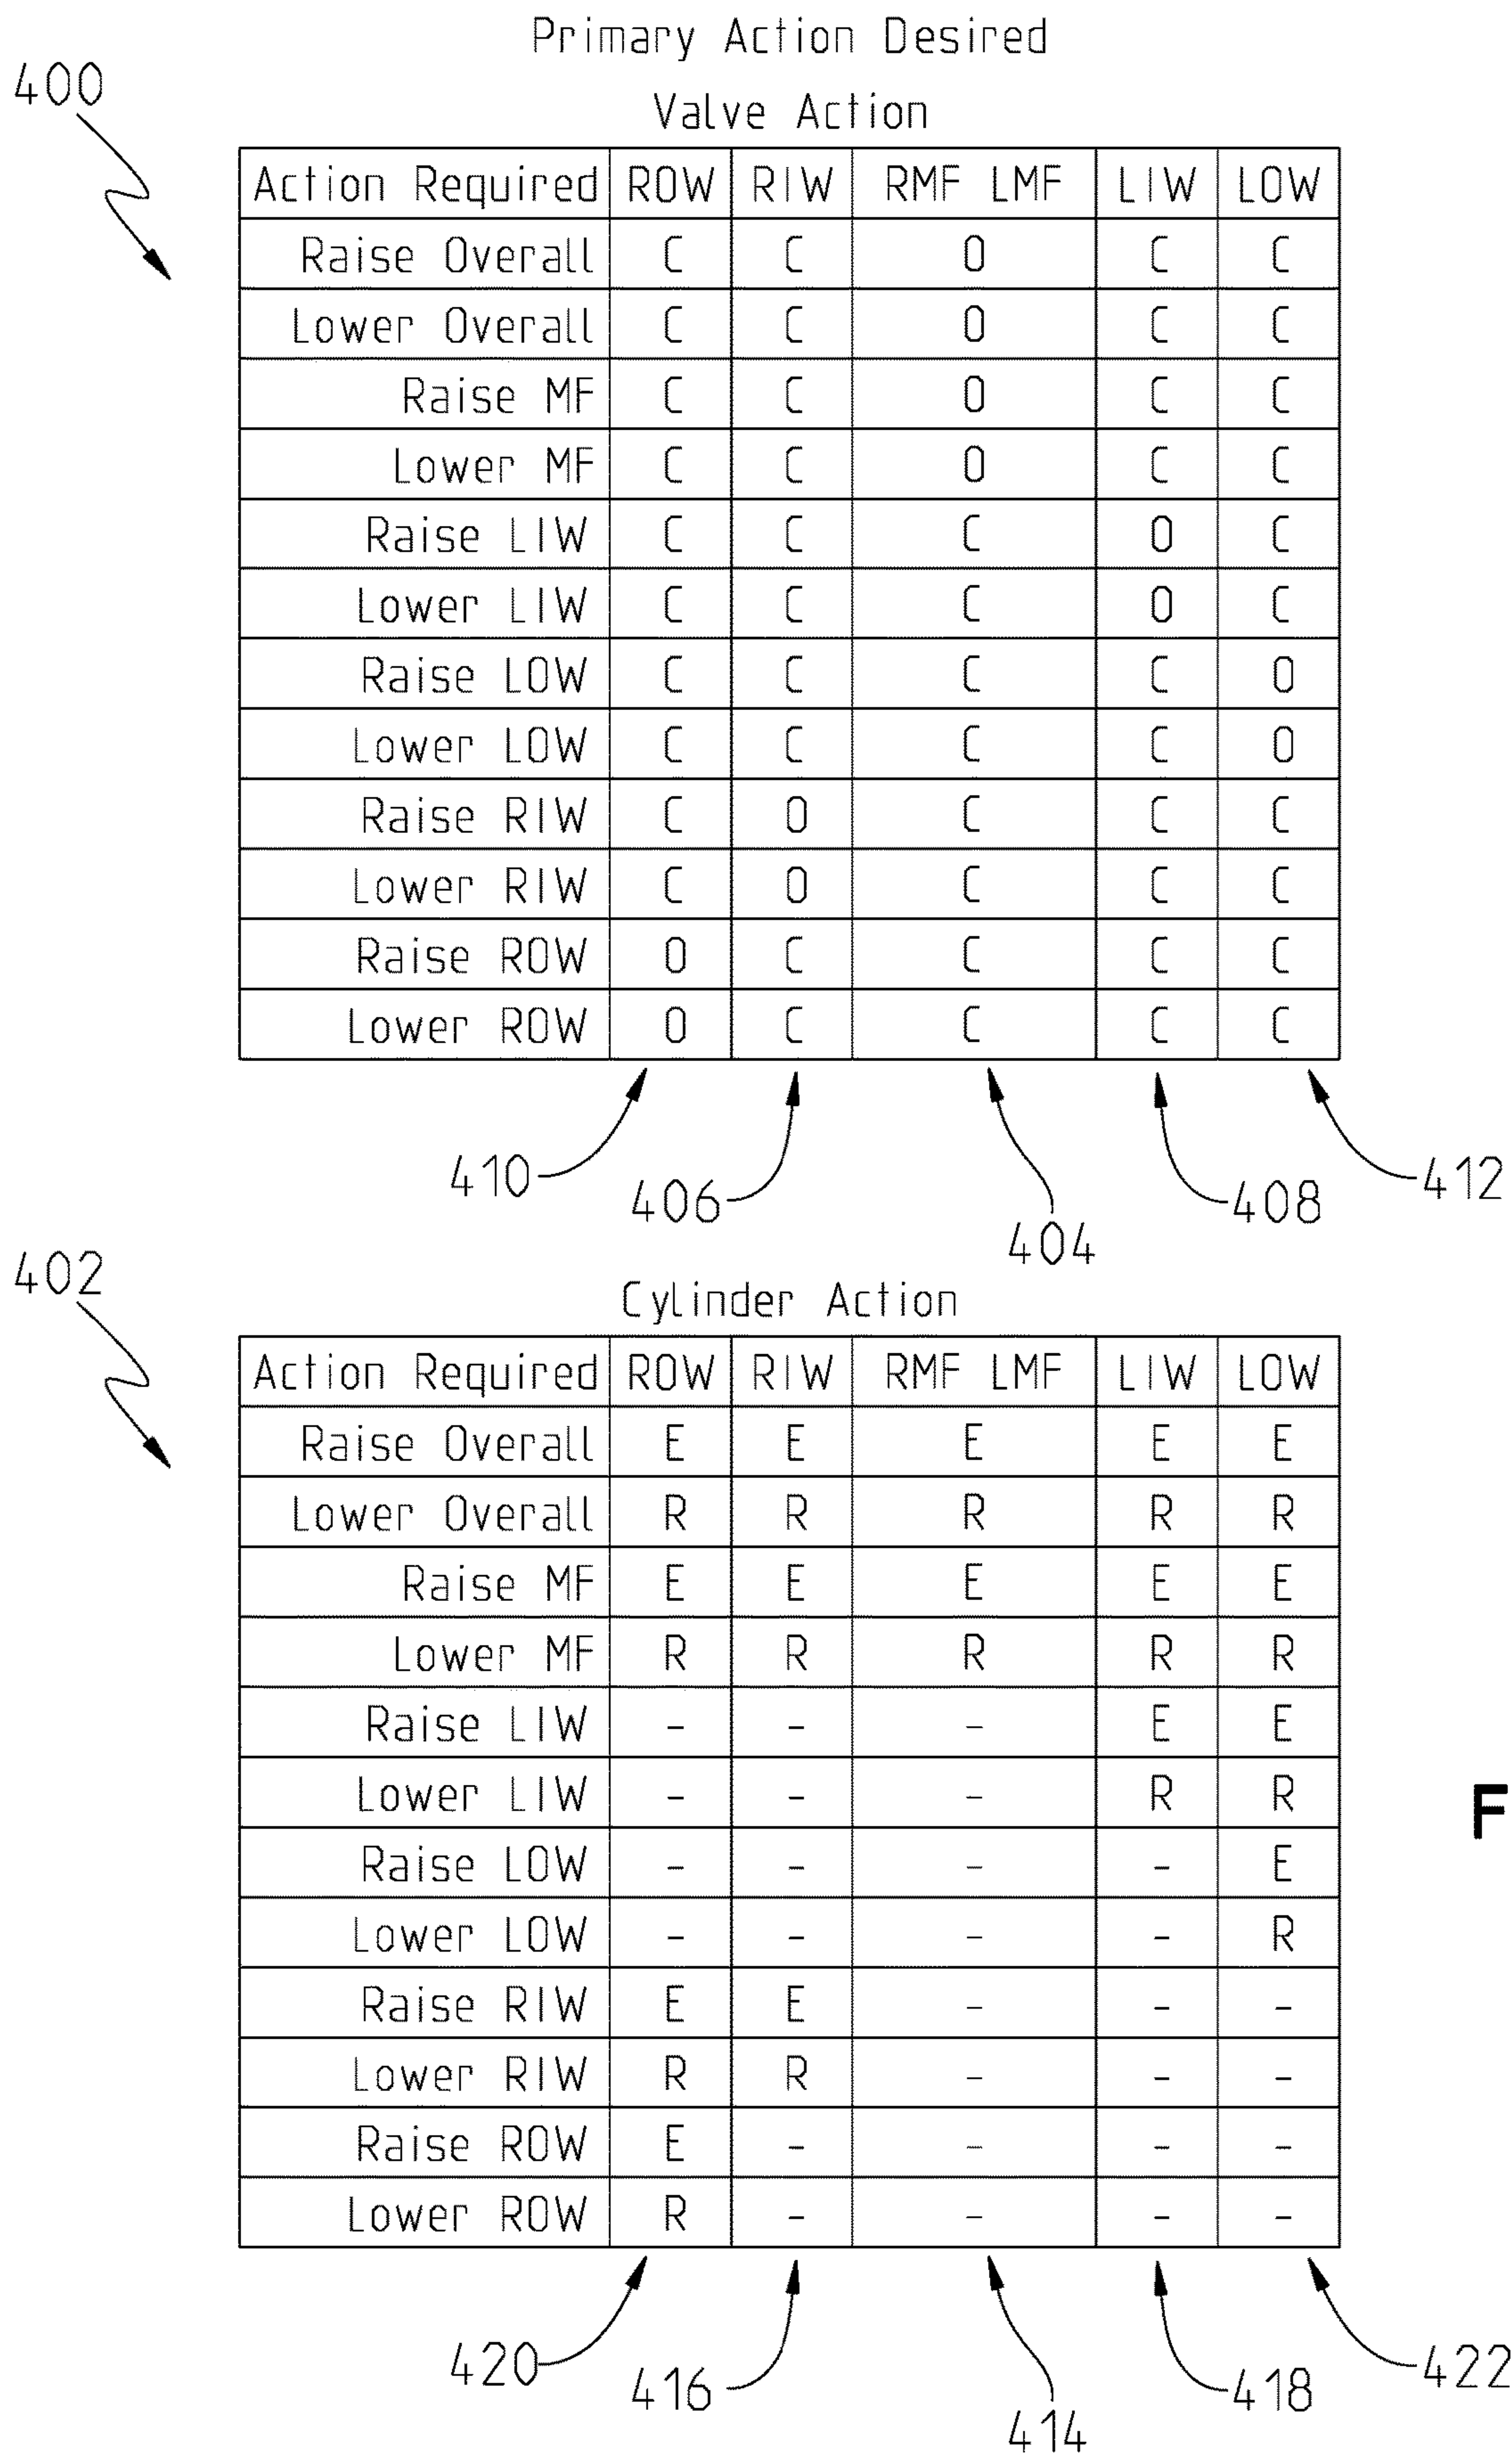 Primary Action Desired
400
Valve Action
Action Required ROW RIW RMF LMF LIW LOW
Raise Overall C C O C C
Lower Overall C C O C C
Raise MF C C O C C
Lower MF C C O C C
Raise LIW C C C O C
Lower LIW C C C O C
Raise LOW C C C C O
Lower LOW C C C C O
Raise RIW C O C C C
Lower RIW C O C C C
Raise ROW O C C C C
Lower ROW O C C C C
410 406 404 408 412
402
Cylinder Action
Action Required ROW RIW RMF LMF LIW LOW
Raise Overall E E E E E
Lower Overall R R R R R
Raise MF E E E E E
Lower MF R R R R R
Raise LIW - - - E E
Lower LIW - - - R R
Raise LOW - - - - E
Lower LOW - - - - R
Raise RIW E E - - -
Lower RIW R R - - -
Raise ROW E - - - -
Lower ROW R - - - -
420 416 414 418 422
F